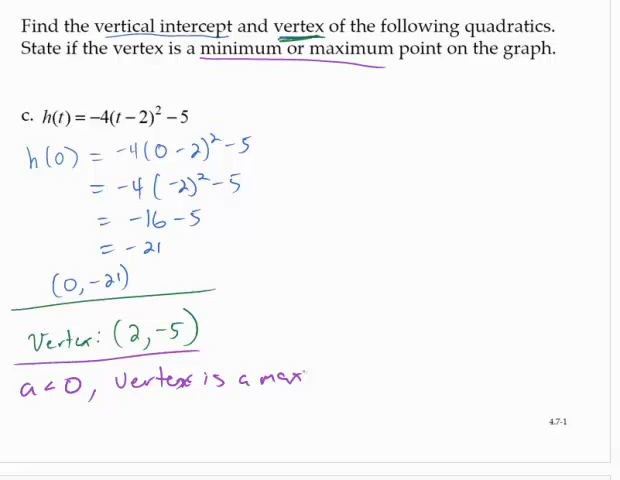 Find the vertical intercept and vertex of the following quadratics.
State if the vertex is a minimum or maximum point on the graph.
c. h(t) = −4(t − 2)² − 5
h(0) = -4(0 - 2)² - 5
= -4(-2)² - 5
= -16 - 5
= -21
(0, -21)
Vertex: (2, -5)
a < 0, vertex is a max
4.7-1